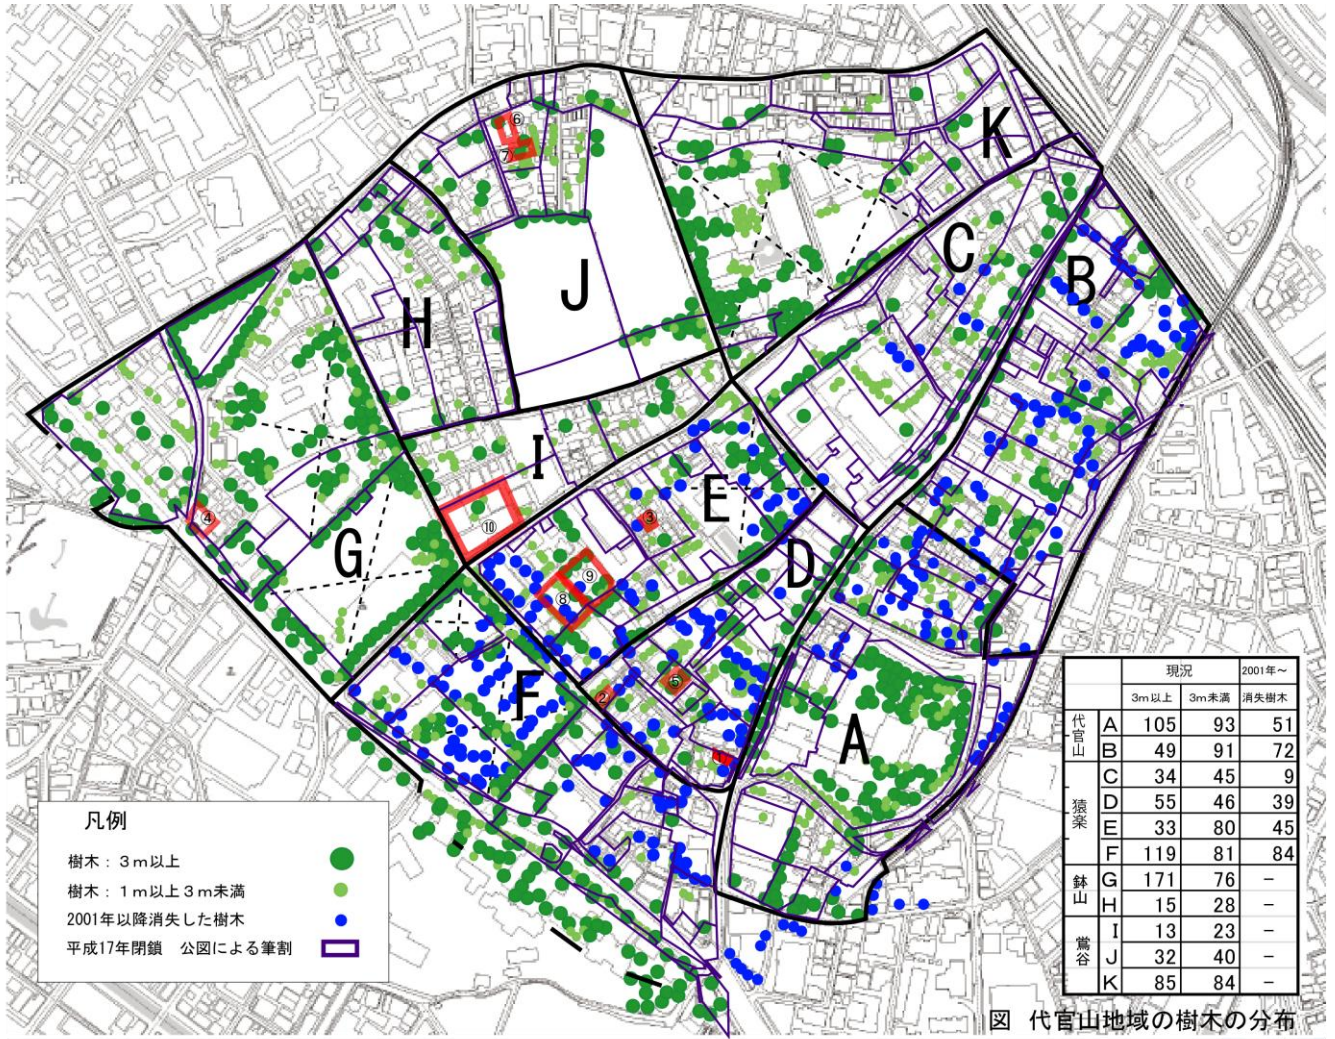 ⑥
⑦
K
C
B
J
H
I
E
③
④
⑩
G
⑨
⑧
D
F
⑤
②
A
現況 2001年～
3m以上 3m未満 消失樹木
代官山 A 105 93 51
B 49 91 72
猿楽 C 34 45 9
D 55 46 39
E 33 80 45
F 119 81 84
鉢山 G 171 76 −
H 15 28 −
鶯谷 I 13 23 −
J 32 40 −
K 85 84 −
凡例
樹木：3m以上
樹木：1m以上3m未満
2001年以降消失した樹木
平成17年閉鎖 公図による筆割
図 代官山地域の樹木の分布